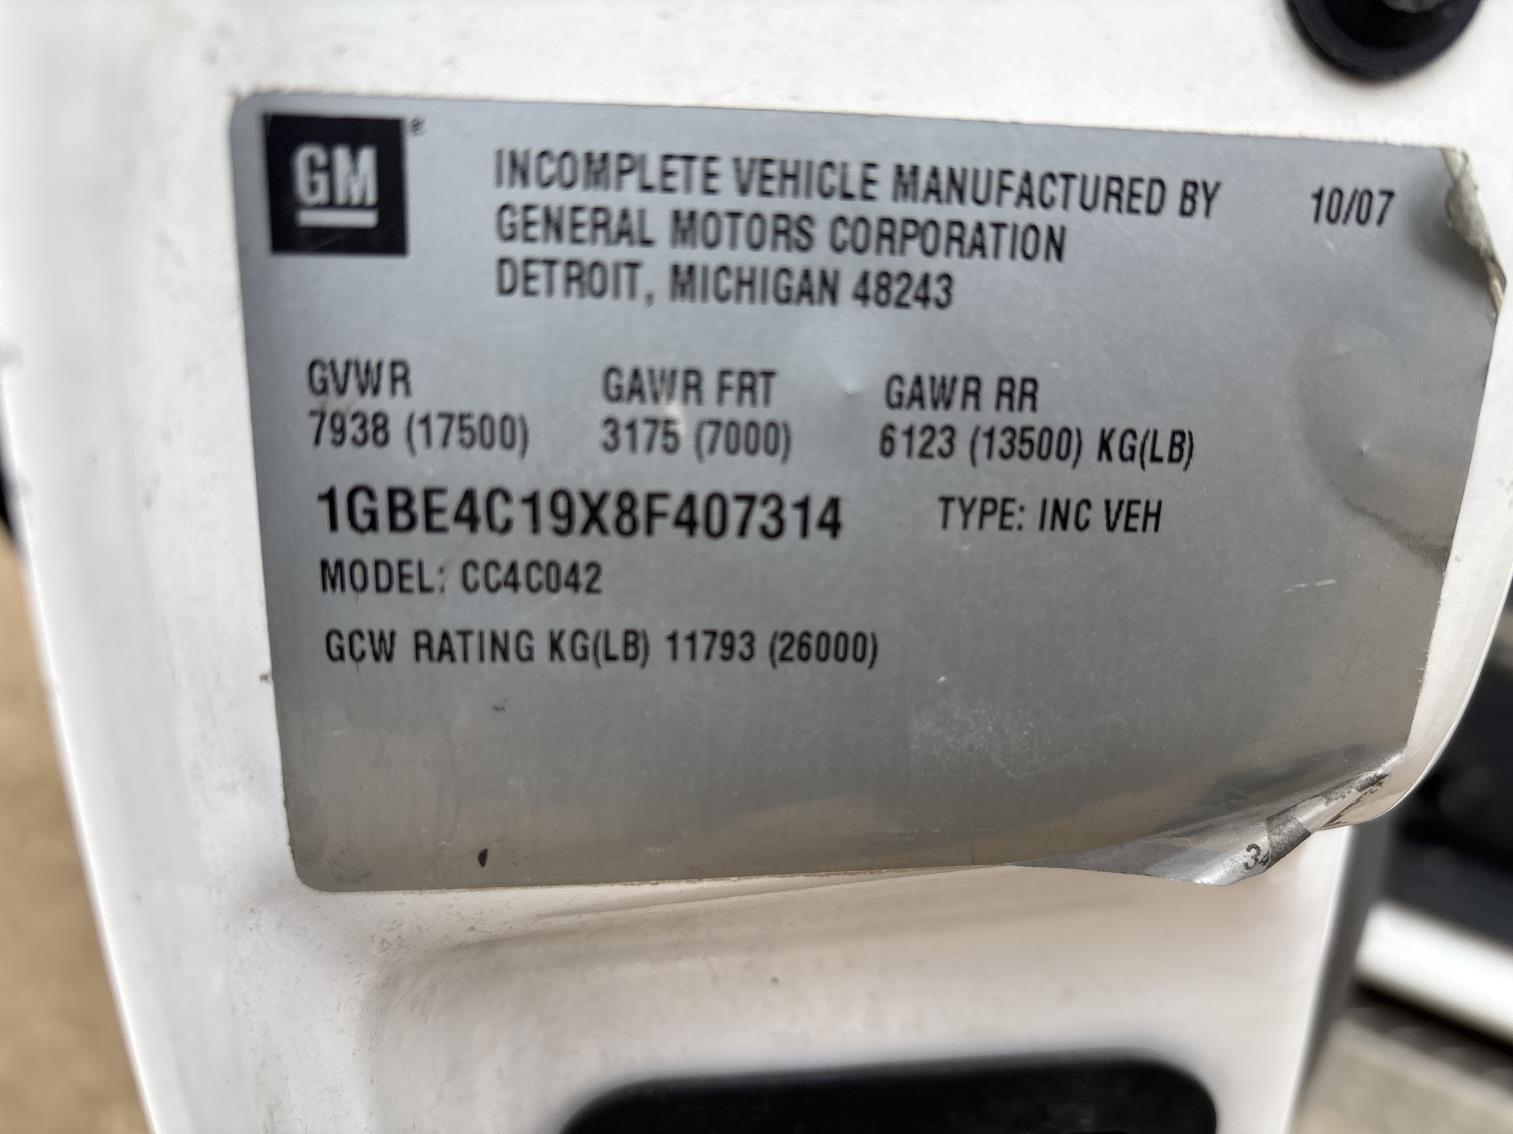 GM ®
INCOMPLETE VEHICLE MANUFACTURED BY 10/07
GENERAL MOTORS CORPORATION
DETROIT, MICHIGAN 48243
GVWR GAWR FRT GAWR RR
7938 (17500) 3175 (7000) 6123 (13500) KG(LB)
1GBE4C19X8F407314 TYPE: INC VEH
MODEL: CC4C042
GCW RATING KG(LB) 11793 (26000)